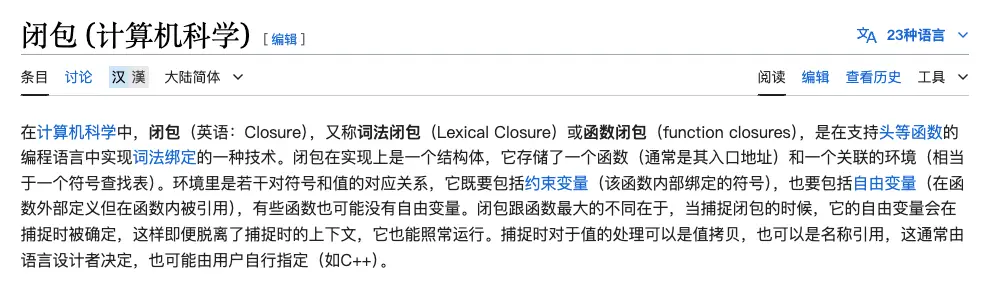 闭包 (计算机科学) [ 编辑 ]
23种语言
条目 讨论 汉 漢 大陆简体
阅读 编辑 查看历史 工具
在计算机科学中，闭包（英语：Closure），又称词法闭包（Lexical Closure）或函数闭包（function closures），是在支持头等函数的
编程语言中实现词法绑定的一种技术。闭包在实现上是一个结构体，它存储了一个函数（通常是其入口地址）和一个关联的环境（相当
于一个符号查找表）。环境里是若干对符号和值的对应关系，它既要包括约束变量（该函数内部绑定的符号），也要包括自由变量（在函
数外部定义但在函数内被引用），有些函数也可能没有自由变量。闭包跟函数最大的不同在于，当捕捉闭包的时候，它的自由变量会在
捕捉时被确定，这样即便脱离了捕捉时的上下文，它也能照常运行。捕捉时对于值的处理可以是值拷贝，也可以是名称引用，这通常由
语言设计者决定，也可能由用户自行指定（如C++）。